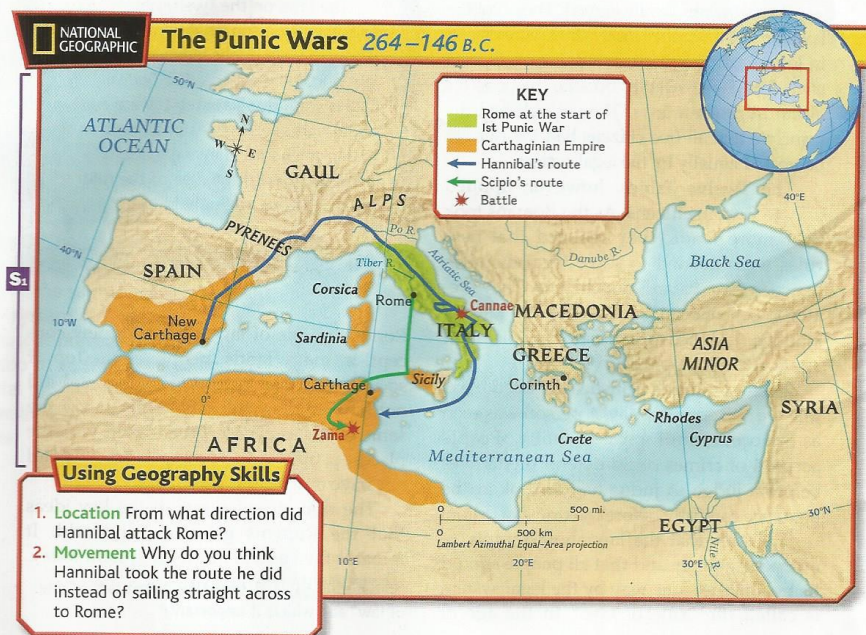 NATIONAL
GEOGRAPHIC
The Punic Wars 264–146 B.C.
KEY
Rome at the start of
1st Punic War
Carthaginian Empire
Hannibal's route
Scipio's route
Battle
50°N
ATLANTIC
OCEAN
N
W
E
S
GAUL
ALPS
40°E
PYRENEES
Po R.
40°N
Tiber R.
Adriatic Sea
Danube R.
Black Sea
SPAIN
S1
Corsica
Rome
Cannae
MACEDONIA
10°W
New
Carthage
Sardinia
ITALY
GREECE
ASIA
MINOR
Carthage
Sicily
Corinth
0°
Rhodes
SYRIA
Zama
Crete
Cyprus
AFRICA
Mediterranean Sea
0 500 mi.
0 500 km
Lambert Azimuthal Equal-Area projection
EGYPT
30°N
Nile R.
10°E
20°E
30°E
Using Geography Skills
1. Location From what direction did
Hannibal attack Rome?
2. Movement Why do you think
Hannibal took the route he did
instead of sailing straight across
to Rome?